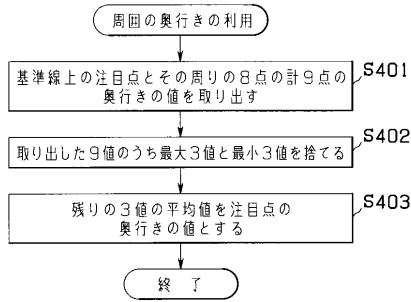 周囲の奥行きの利用
S401
基準線上の注目点とその周りの8点の計9点の
奥行きの値を取り出す
S402
取り出した9値のうち最大3値と最小3値を捨てる
S403
残りの3値の平均値を注目点の
奥行きの値とする
終了